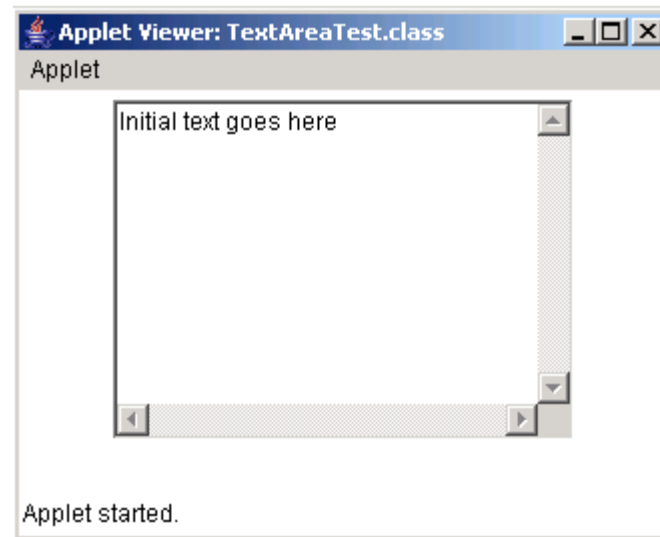 Applet Viewer: TextAreaTest.class
Applet
Initial text goes here
Applet started.